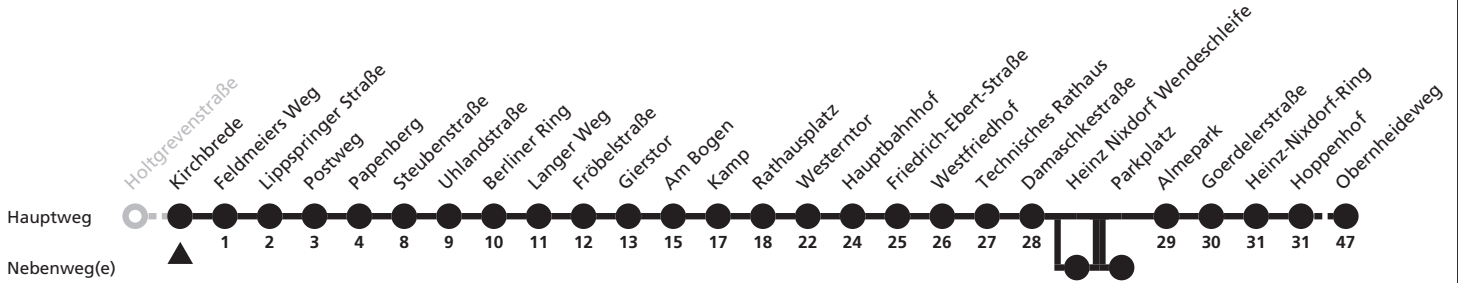 Holtgrevenstraße
Kirchbrede
Feldmeiers Weg
Lippspringer Straße
Postweg
Papenberg
Steubenstraße
Uhlandstraße
Berliner Ring
Langer Weg
Fröbelstraße
Gierstor
Am Bogen
Kamp
Rathausplatz
Westerntor
Hauptbahnhof
Friedrich-Ebert-Straße
Westfriedhof
Technisches Rathaus
Damaschkestraße
Heinz Nixdorf Wendeschleife
Parkplatz
Almepark
Goerdelerstraße
Heinz-Nixdorf-Ring
Hoppenhof
Obernheideweg
Hauptweg
1 2 3 4 8 9 10 11 12 13 15 17 18 22 24 25 26 27 28 29 30 31 31 47
Nebenweg(e)